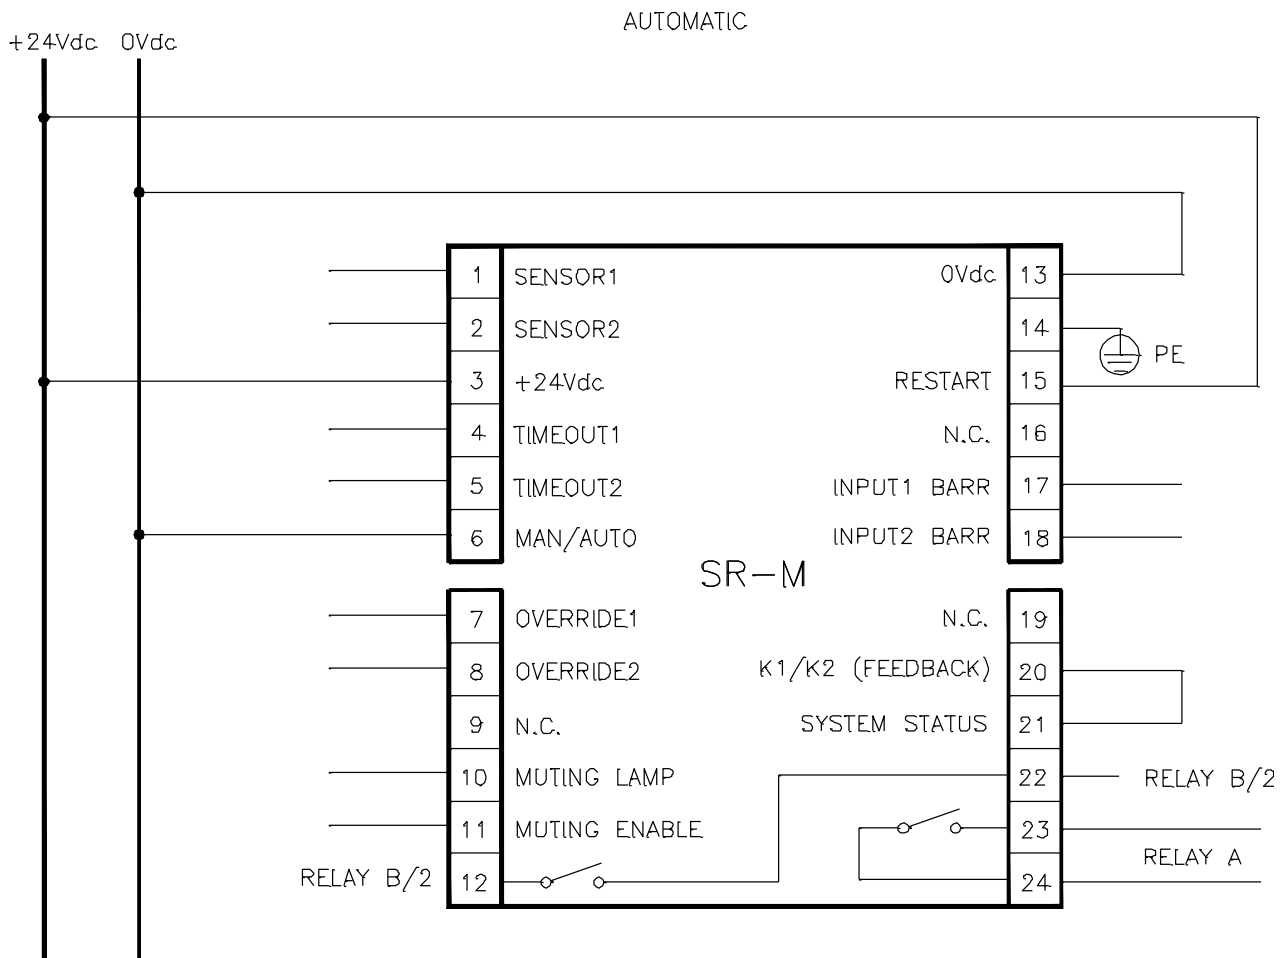 AUTOMATIC
+24Vdc 0Vdc
1 SENSOR1 0Vdc 13
2 SENSOR2 14 PE
3 +24Vdc RESTART 15
4 TIMEOUT1 N.C. 16
5 TIMEOUT2 INPUT1 BARR 17
6 MAN/AUTO INPUT2 BARR 18
SR-M
7 OVERRIDE1 N.C. 19
8 OVERRIDE2 K1/K2 (FEEDBACK) 20
9 N.C. SYSTEM STATUS 21
10 MUTING LAMP 22 RELAY B/2
11 MUTING ENABLE 23
RELAY A
RELAY B/2 12 24